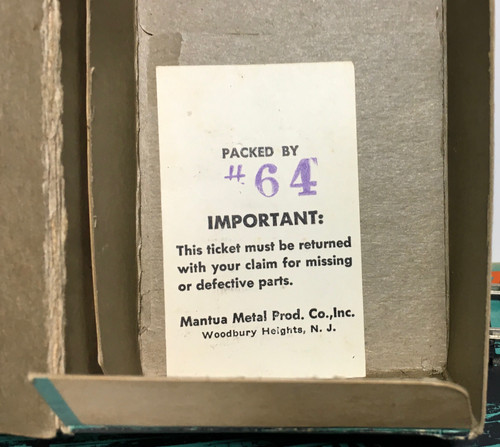 PACKED BY
#64
IMPORTANT:
This ticket must be returned
with your claim for missing
or defective parts.
Mantua Metal Prod. Co.,Inc.
Woodbury Heights, N. J.